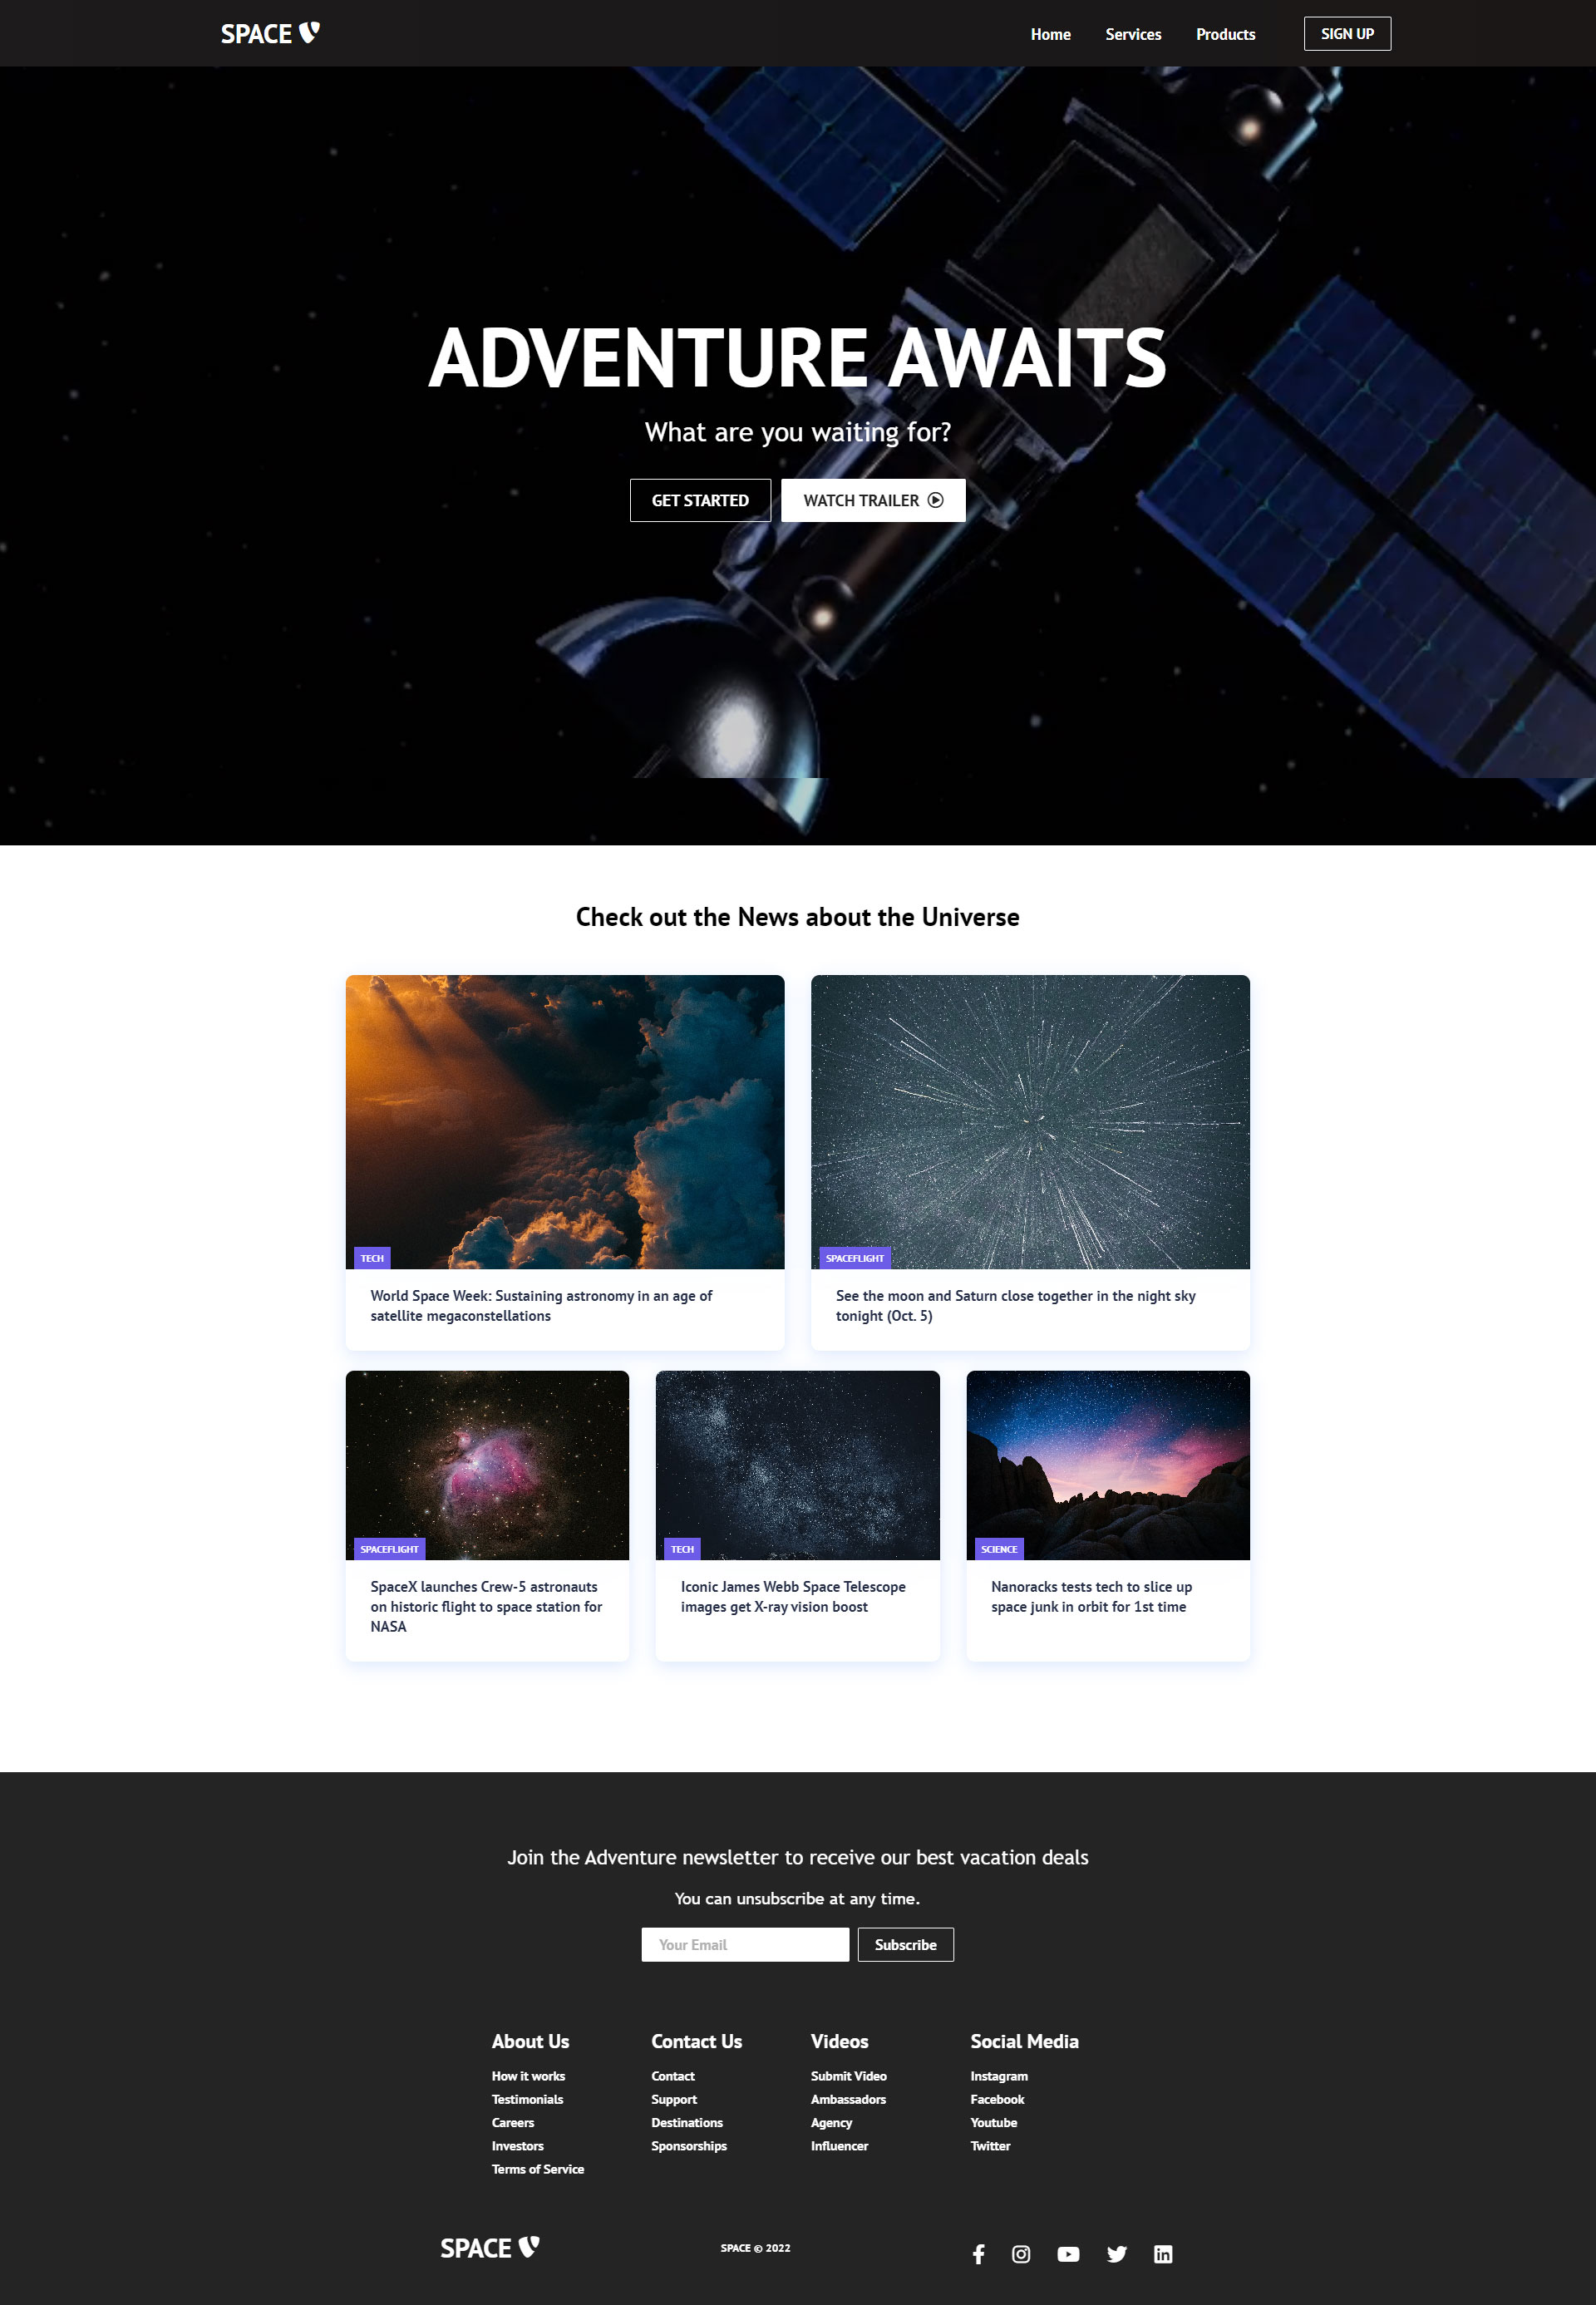 SPACE
Home Services Products SIGN UP
ADVENTURE AWAITS
What are you waiting for?
GET STARTED WATCH TRAILER
Check out the News about the Universe
TECH
World Space Week: Sustaining astronomy in an age of
satellite megaconstellations
SPACEFLIGHT
See the moon and Saturn close together in the night sky
tonight (Oct. 5)
SPACEFLIGHT
SpaceX launches Crew-5 astronauts
on historic flight to space station for
NASA
TECH
Iconic James Webb Space Telescope
images get X-ray vision boost
SCIENCE
Nanoracks tests tech to slice up
space junk in orbit for 1st time
Join the Adventure newsletter to receive our best vacation deals
You can unsubscribe at any time.
Your Email Subscribe
About Us
How it works
Testimonials
Careers
Investors
Terms of Service
Contact Us
Contact
Support
Destinations
Sponsorships
Videos
Submit Video
Ambassadors
Agency
Influencer
Social Media
Instagram
Facebook
Youtube
Twitter
SPACE
SPACE © 2022